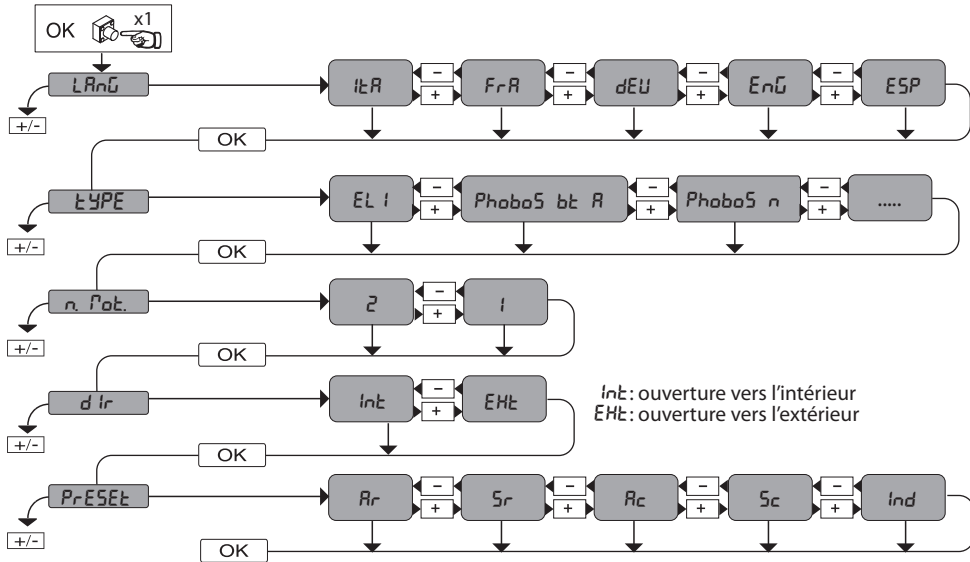 OK x1
LAnG ItA - + FrA - + dEU - + EnG - + ESP
+/-
OK
tYPE EL I - + PhoboS bt A - + PhoboS n - + .....
+/-
OK
n. Mot. 2 - + 1
+/-
OK
dIr Int - + EHt
+/-
Int: ouverture vers l'intérieur
EHt: ouverture vers l'extérieur
OK
PrESEt Ar - + Sr - + Ac - + Sc - + Ind
+/-
OK